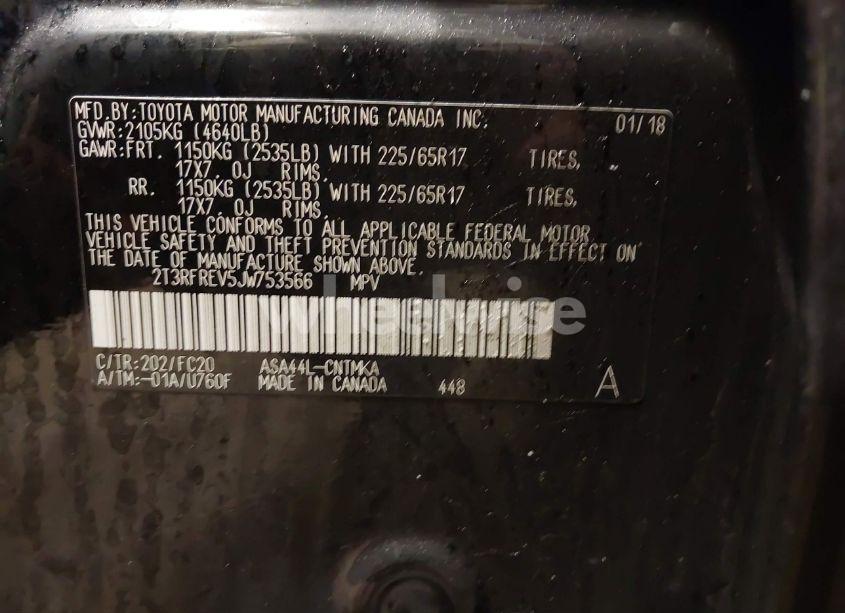 MFD.BY:TOYOTA MOTOR MANUFACTURING CANADA INC. 01/18
GVWR:2105KG (4640LB)
GAWR:FRT. 1150KG (2535LB) WITH 225/65R17 TIRES,
17X7.0J RIMS.
RR. 1150KG (2535LB) WITH 225/65R17 TIRES,
17X7.0J RIMS.
THIS VEHICLE CONFORMS TO ALL APPLICABLE FEDERAL MOTOR
VEHICLE SAFETY AND THEFT PREVENTION STANDARDS IN EFFECT ON
THE DATE OF MANUFACTURE SHOWN ABOVE.
2T3RFREV5JW753566 MPV
C/TR:202/FC20 ASA44L-CNTMKA
A/TM:-01A/U760F MADE IN CANADA 448 A